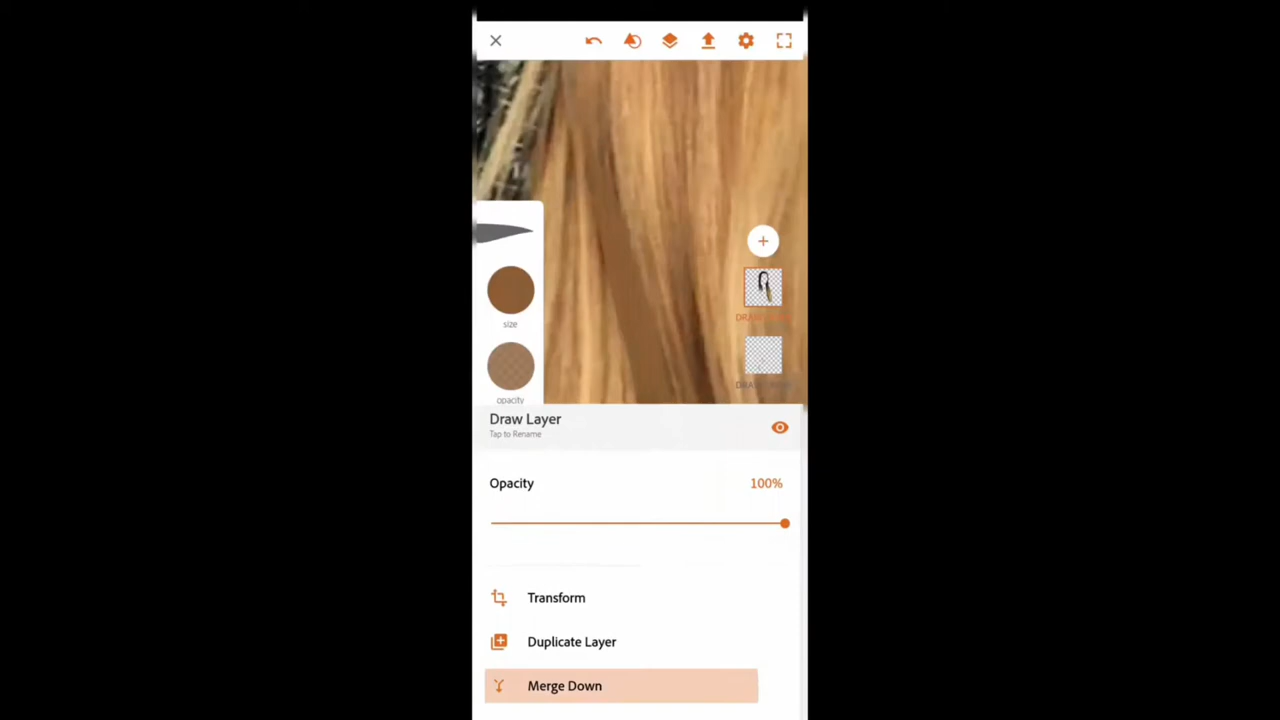 size
opacity
Draw Layer
Tap to Rename
Opacity
100%
Transform
Duplicate Layer
Merge Down